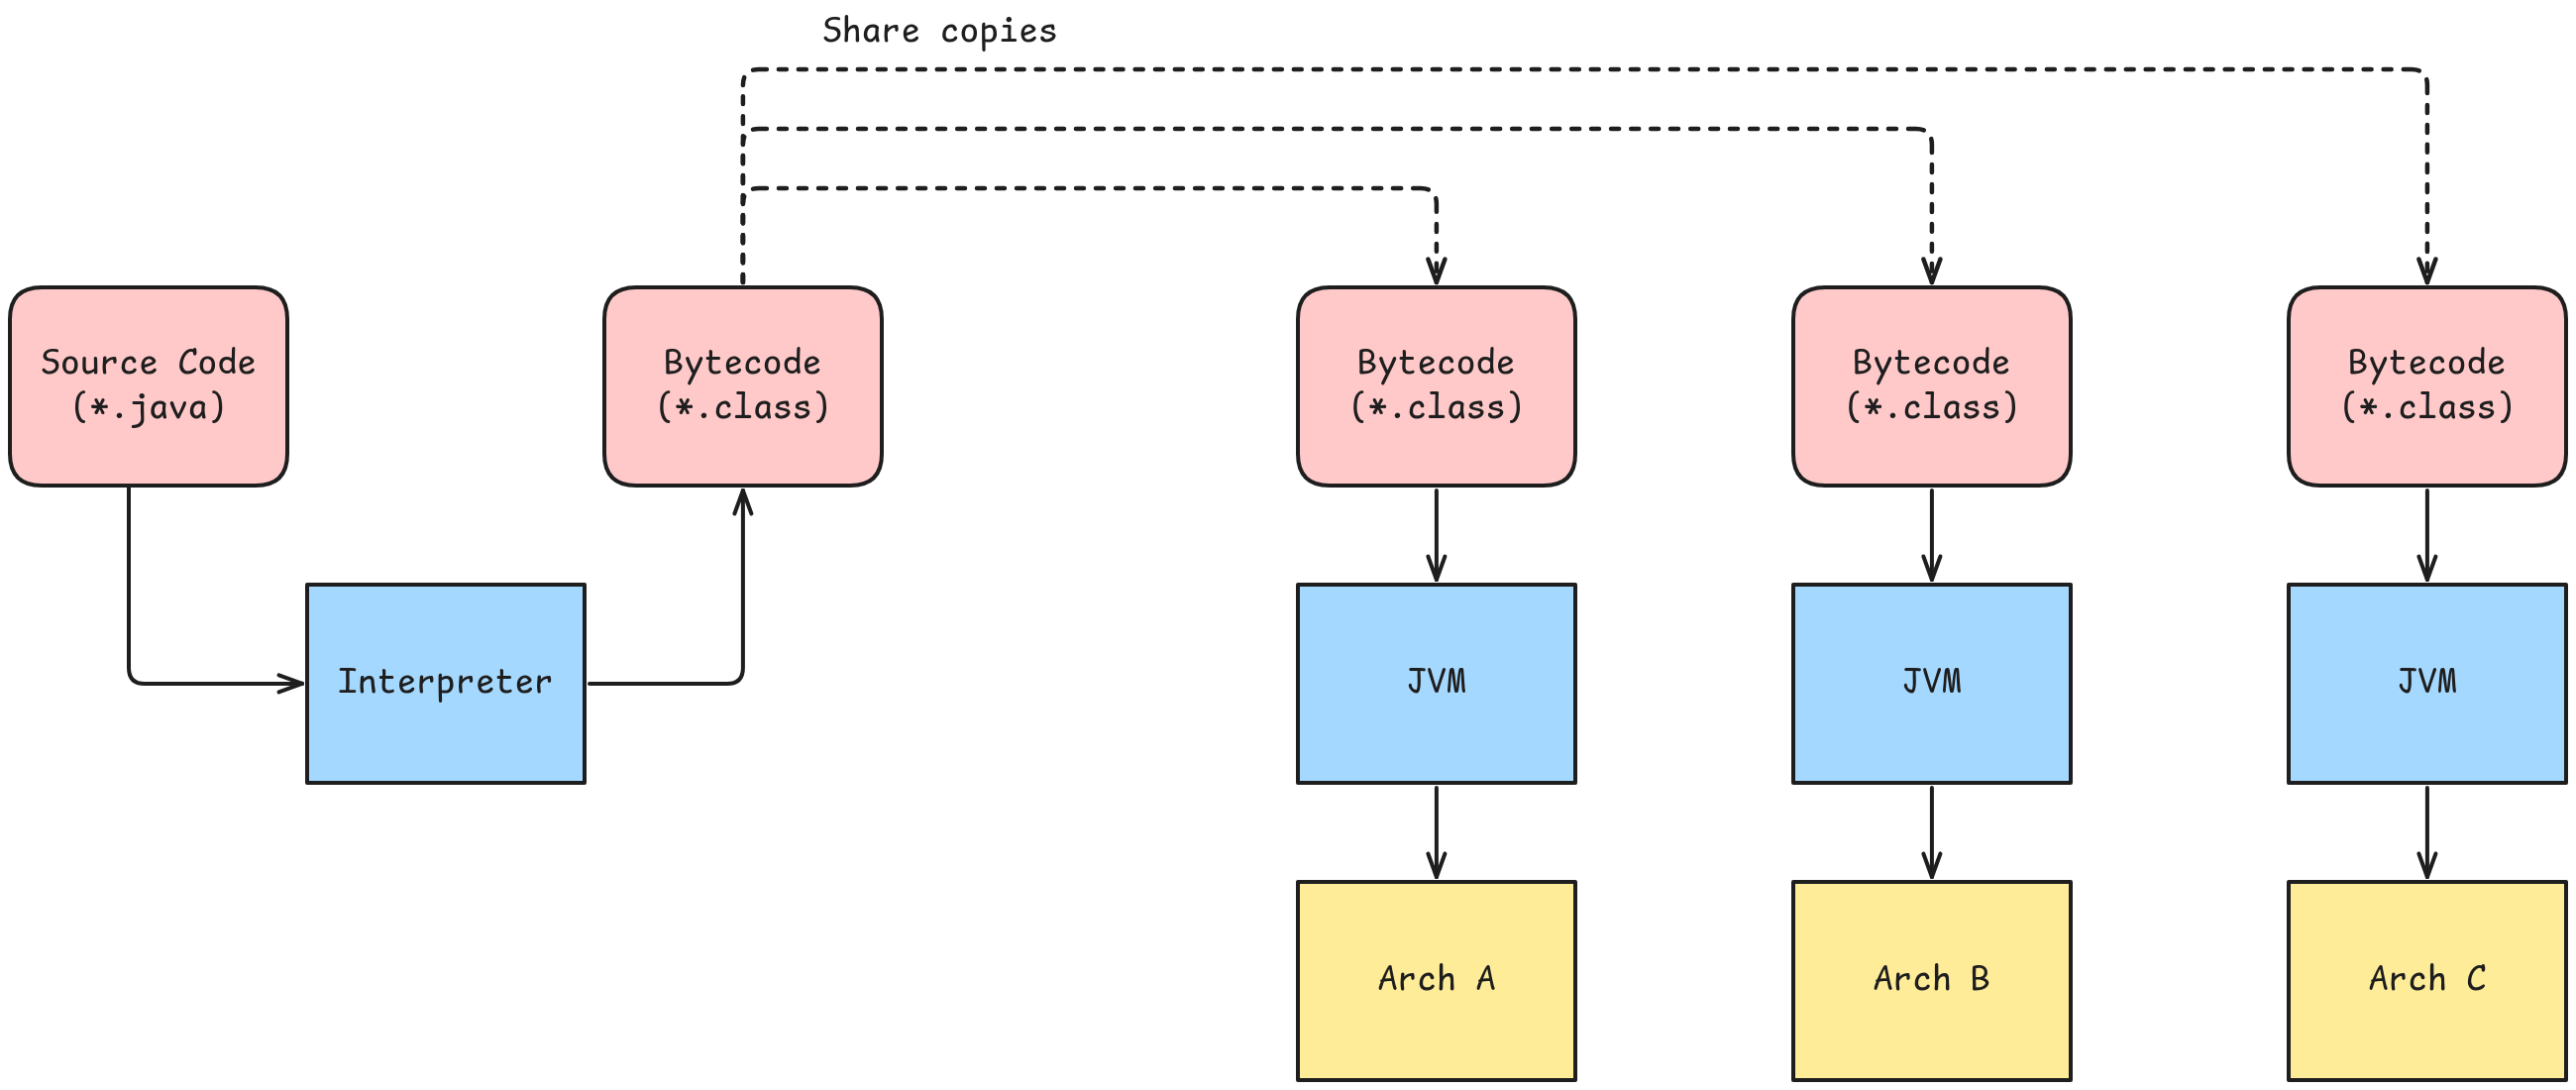 Share copies
Source Code
(*.java)
Bytecode
(*.class)
Bytecode
(*.class)
Bytecode
(*.class)
Bytecode
(*.class)
Interpreter
JVM
JVM
JVM
Arch A
Arch B
Arch C